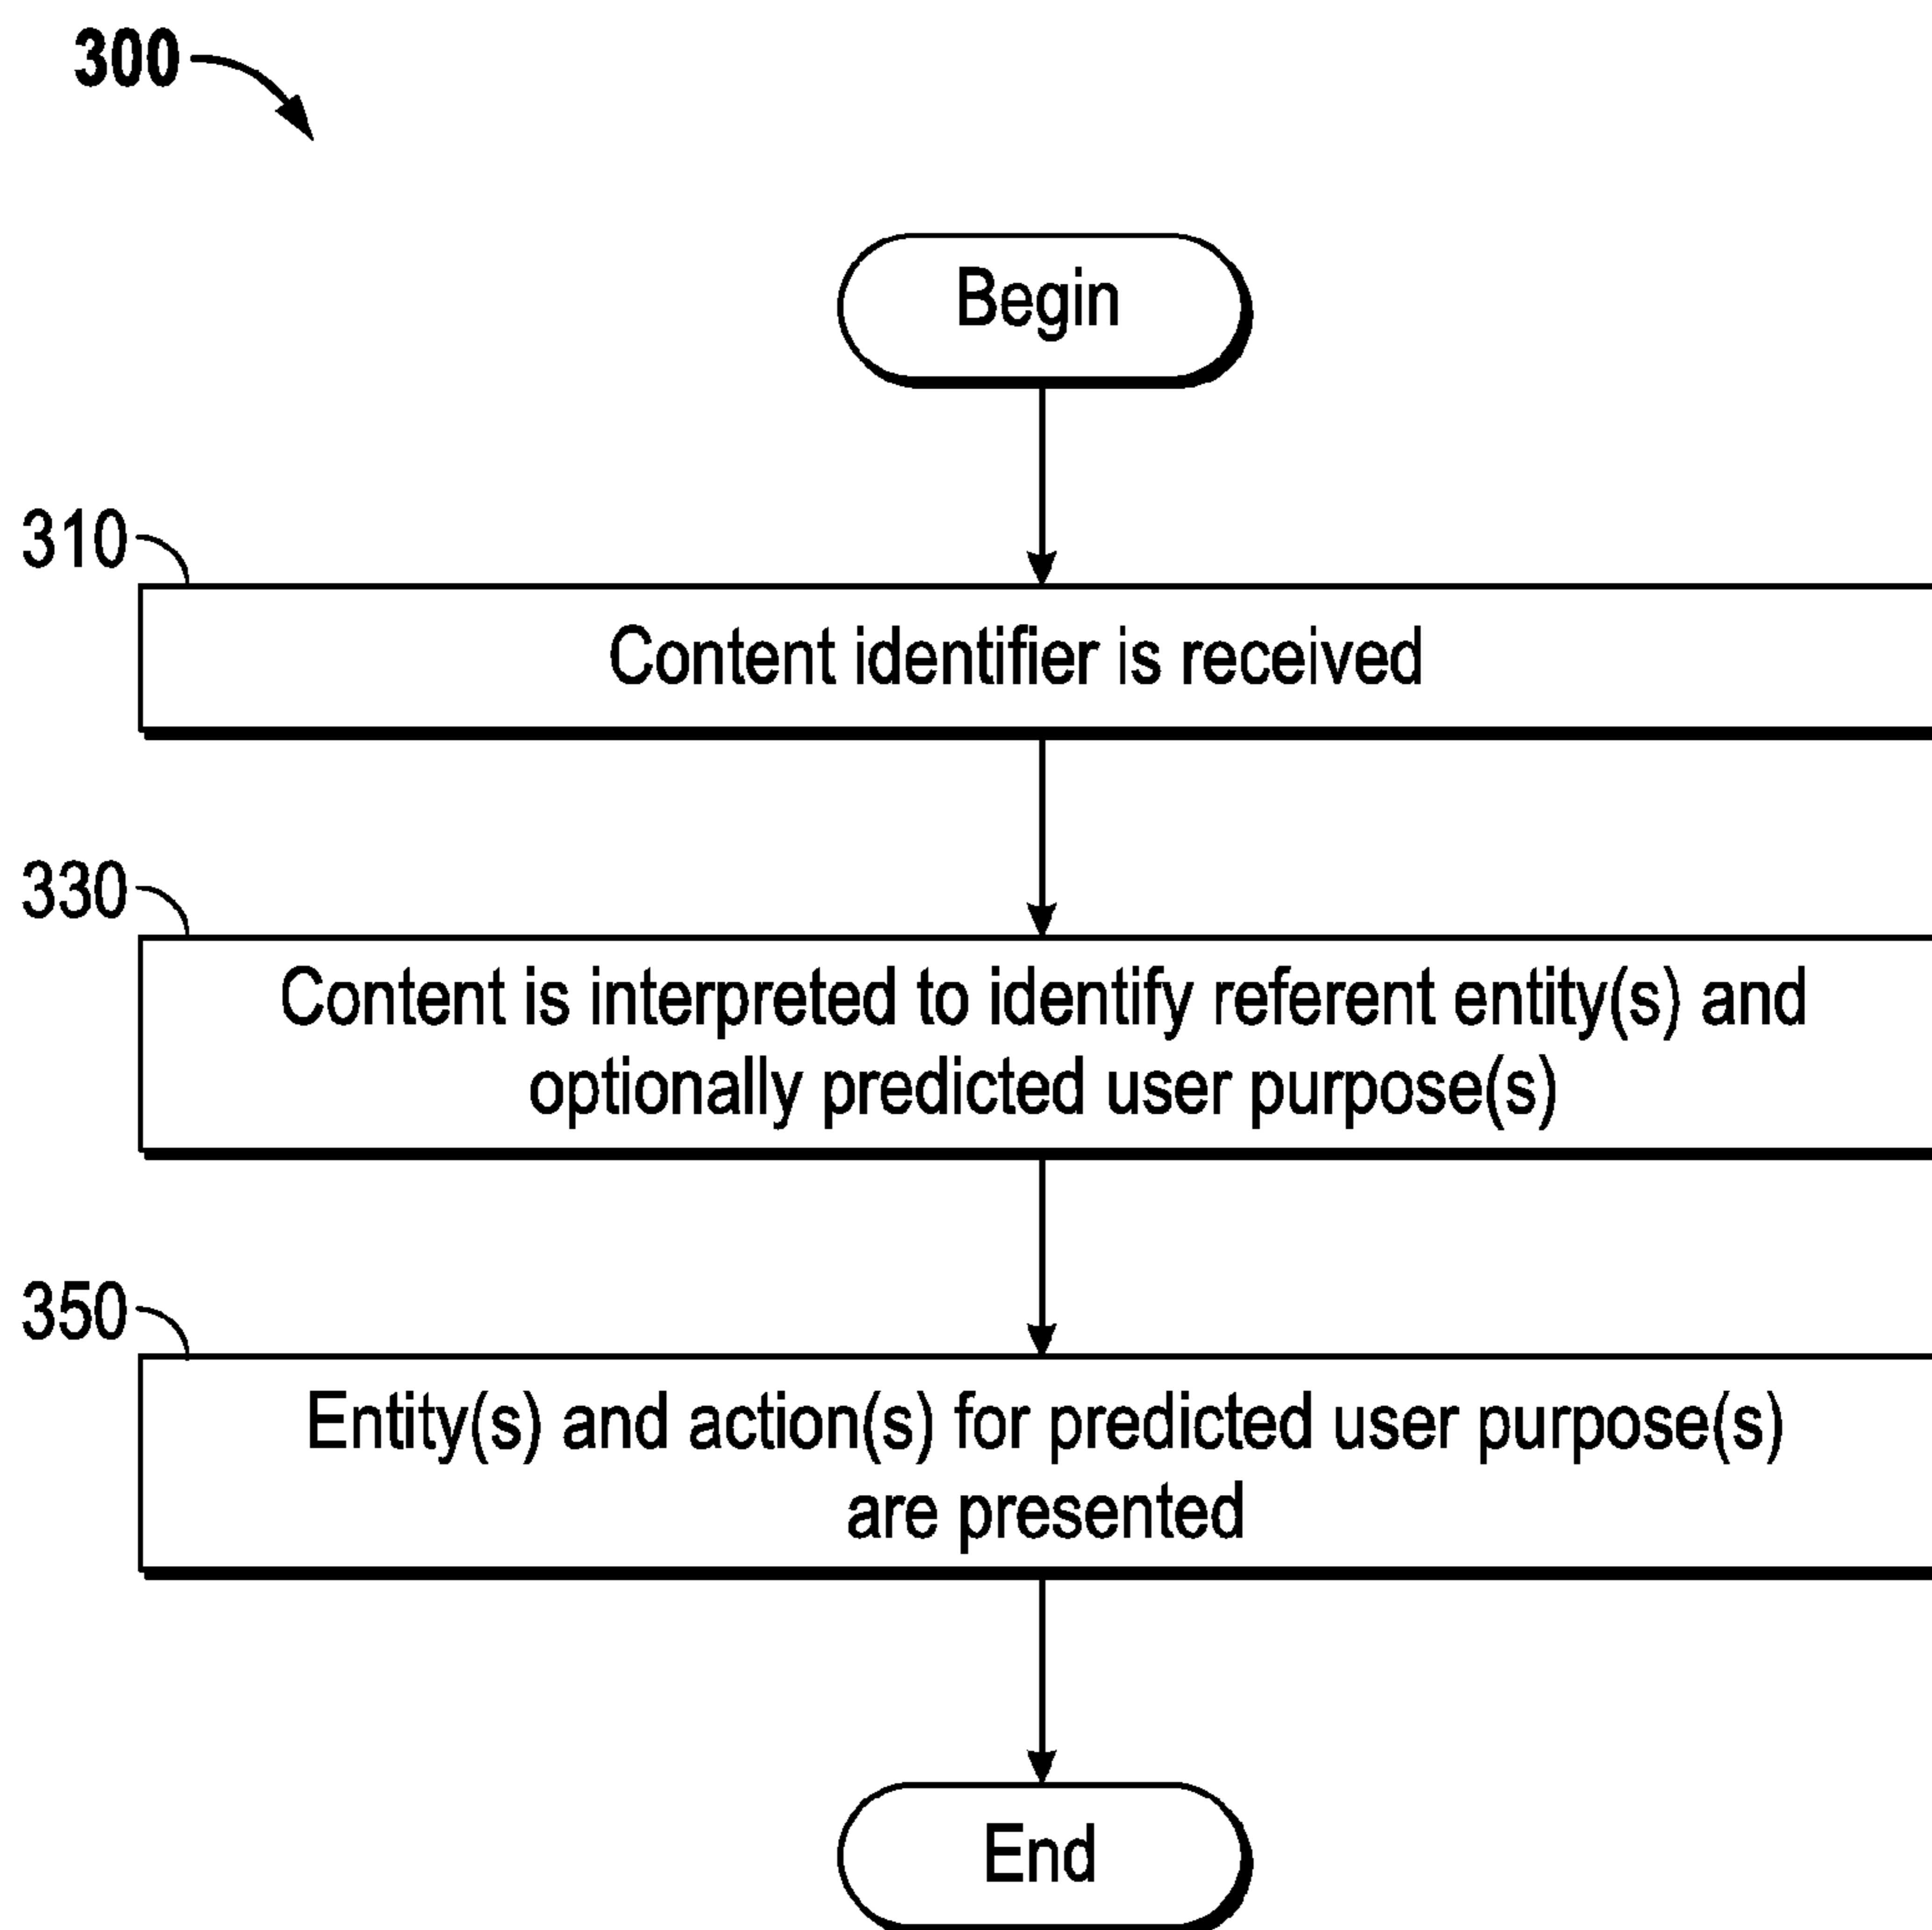 300
Begin
310
Content identifier is received
330
Content is interpreted to identify referent entity(s) and
optionally predicted user purpose(s)
350
Entity(s) and action(s) for predicted user purpose(s)
are presented
End